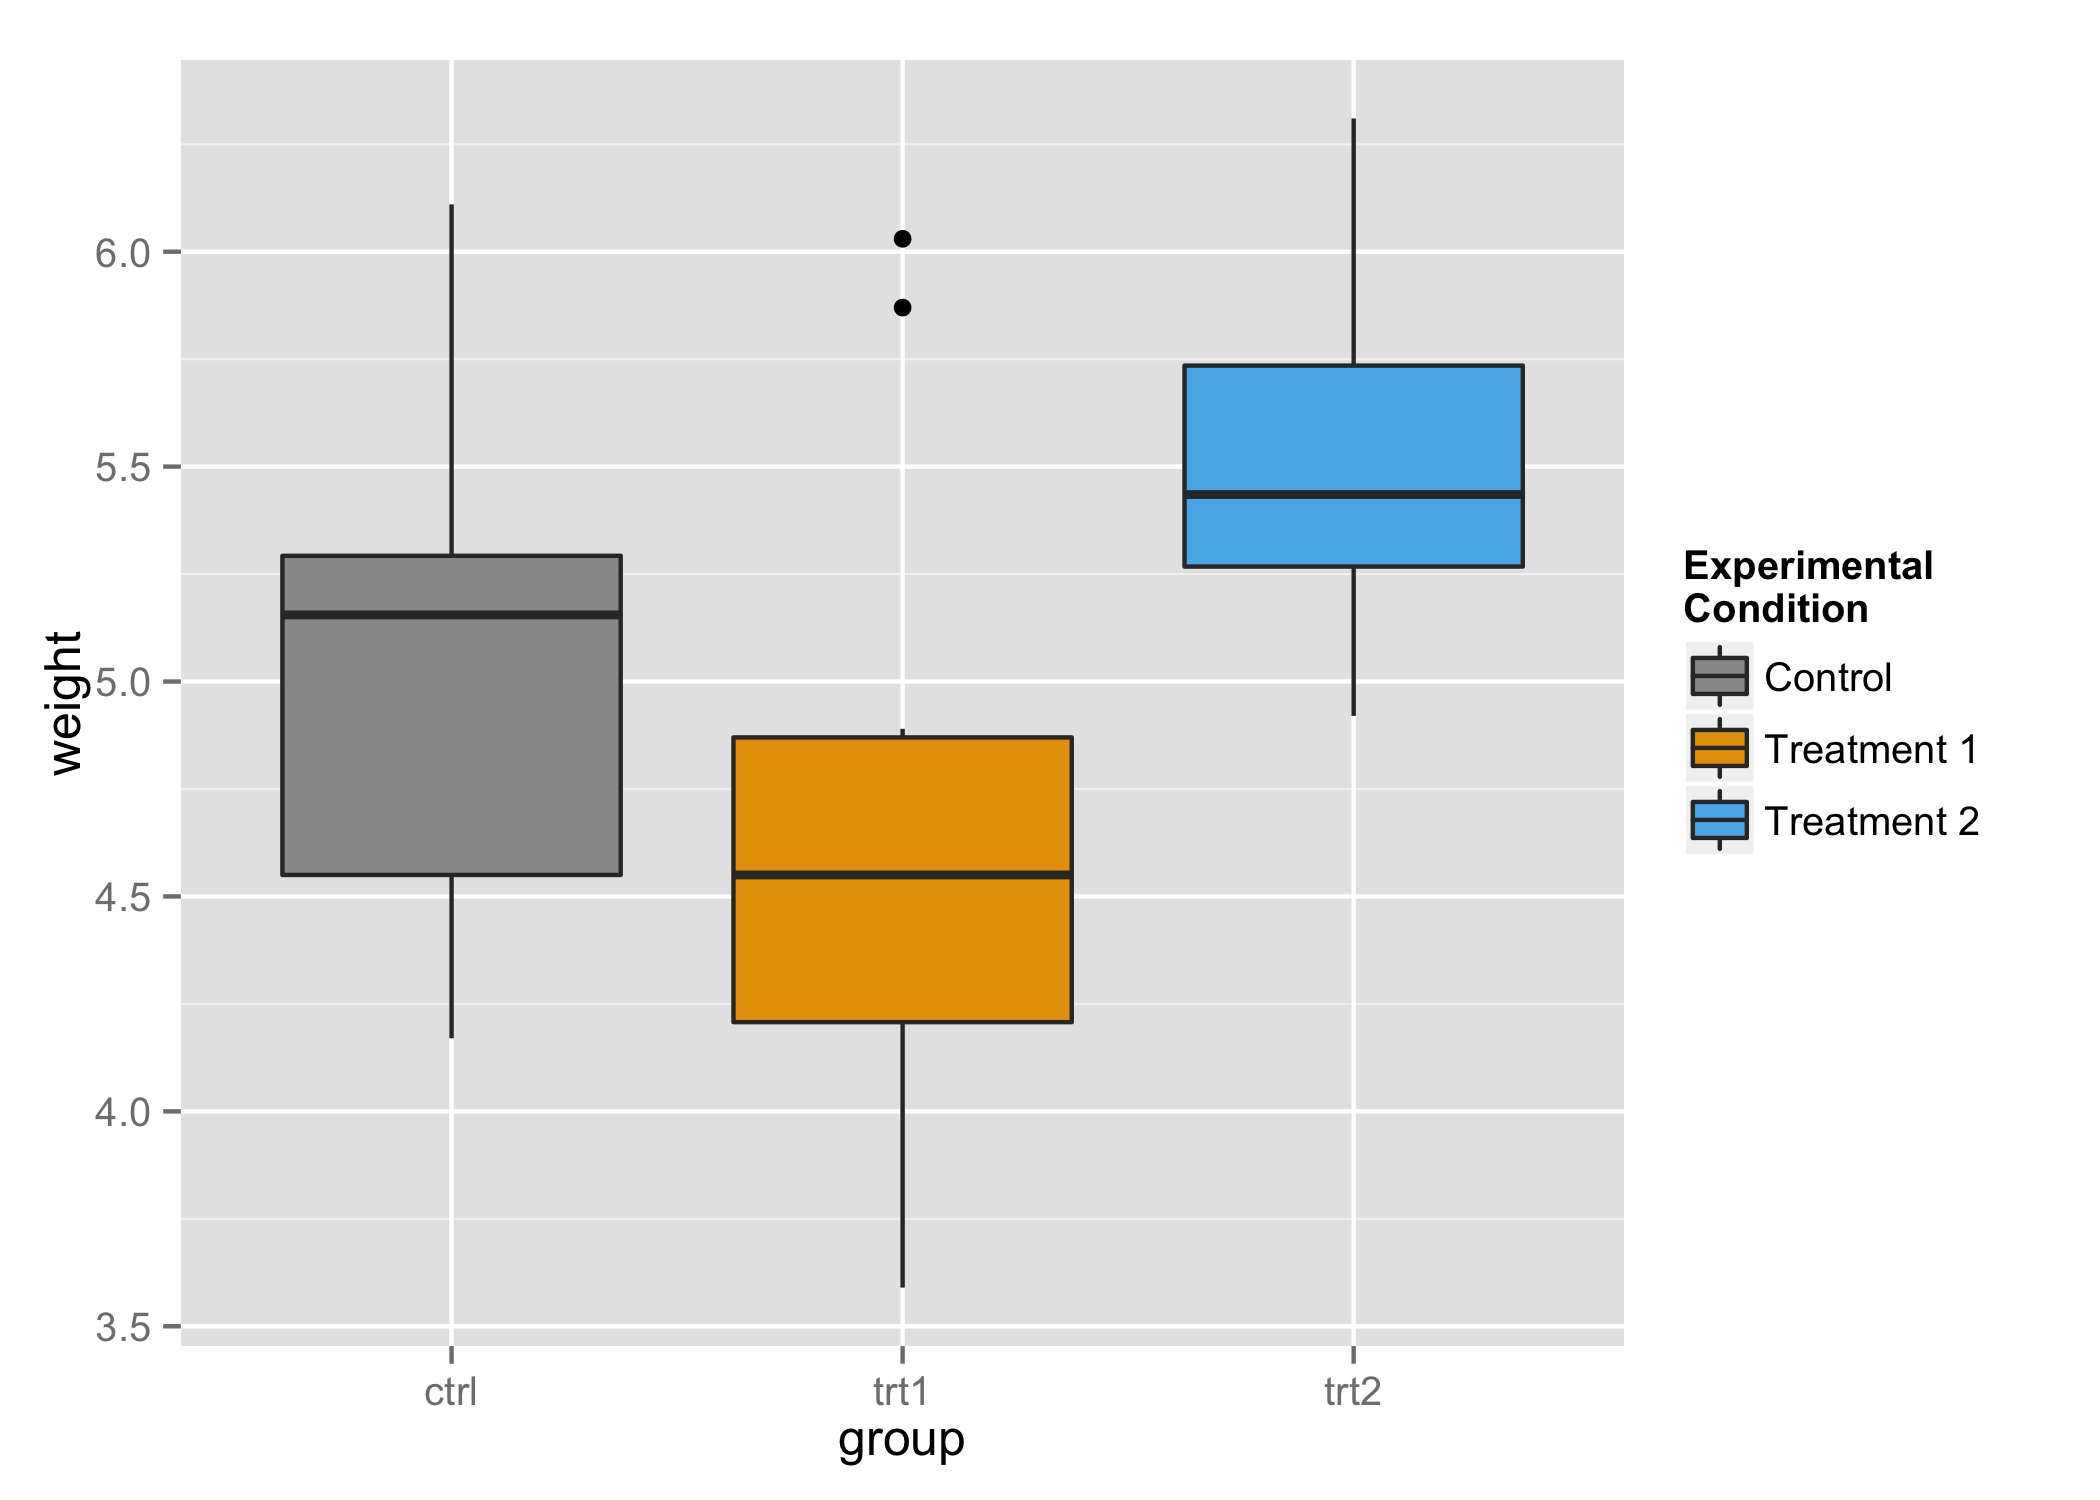 6.0
5.5
5.0
4.5
4.0
3.5
weight
ctrl
trt1
trt2
group
Experimental
Condition
Control
Treatment 1
Treatment 2